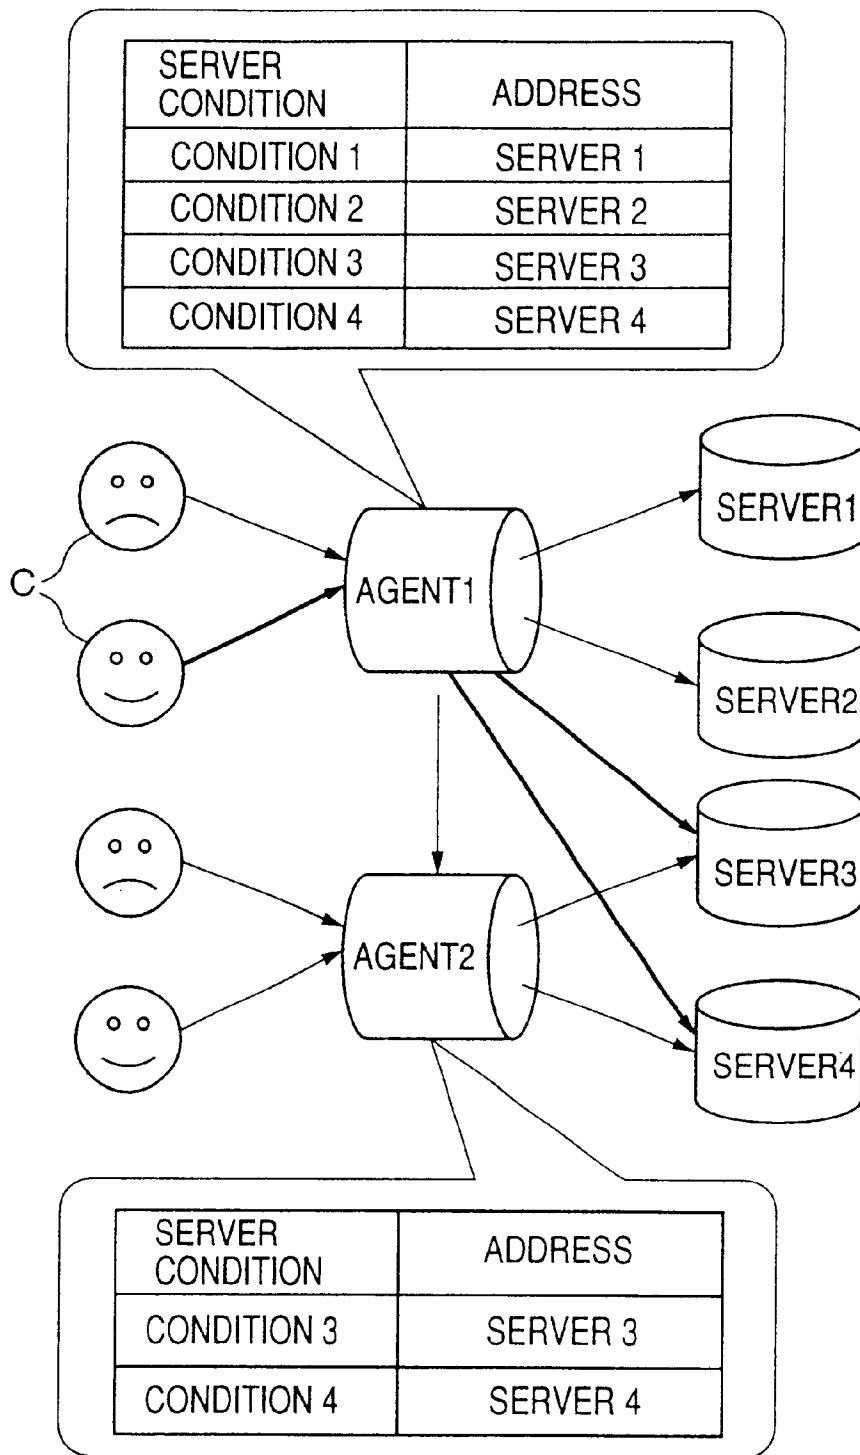 SERVER
CONDITION
ADDRESS
CONDITION 1
SERVER 1
CONDITION 2
SERVER 2
CONDITION 3
SERVER 3
CONDITION 4
SERVER 4
SERVER1
AGENT1
C
SERVER2
SERVER3
AGENT2
SERVER4
SERVER
CONDITION
ADDRESS
CONDITION 3
SERVER 3
CONDITION 4
SERVER 4